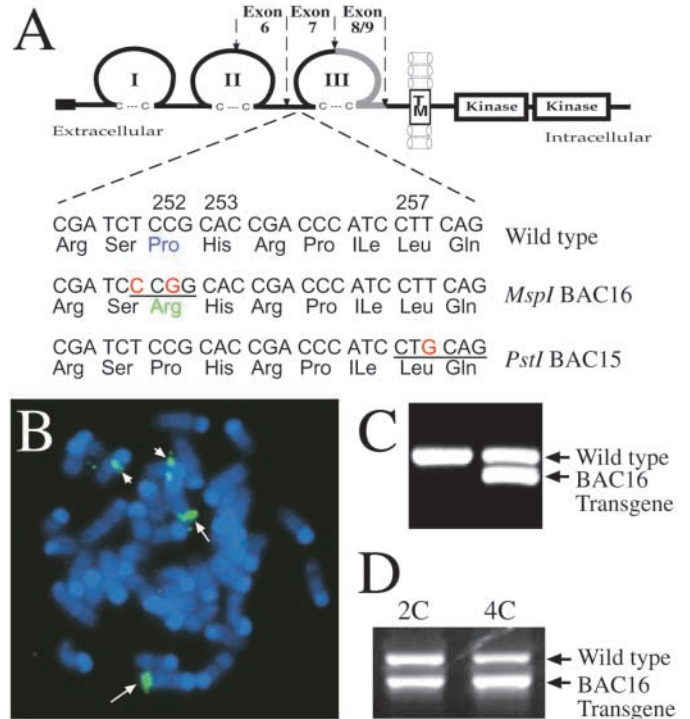 A
Exon 6
Exon 7
Exon 8/9
I
II
III
C --- C
C --- C
C --- C
TM
Kinase
Kinase
Extracellular
Intracellular
252 253 257
CGA TCT CCG CAC CGA CCC ATC CTT CAG
Arg Ser Pro His Arg Pro ILe Leu Gln
Wild type
CGA TCC CGG CAC CGA CCC ATC CTT CAG
Arg Ser Arg His Arg Pro ILe Leu Gln
MspI BAC16
CGA TCT CCG CAC CGA CCC ATC CTG CAG
Arg Ser Pro His Arg Pro ILe Leu Gln
PstI BAC15
B
C
Wild type
BAC16
Transgene
D
2C 4C
Wild type
BAC16
Transgene